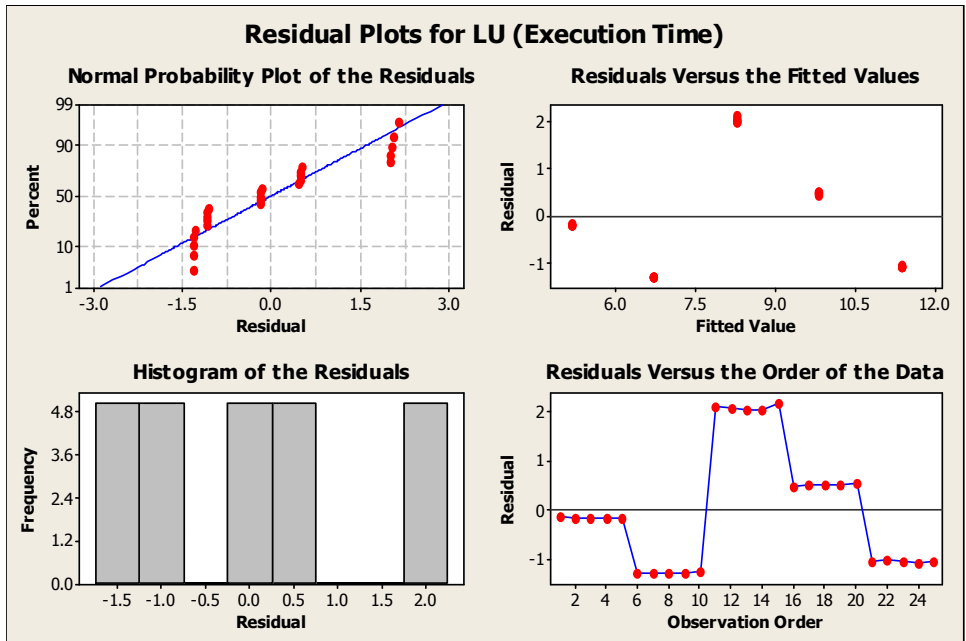 Residual Plots for LU (Execution Time)
Normal Probability Plot of the Residuals
99
90
50
10
1
Percent
-3.0 -1.5 0.0 1.5 3.0
Residual
Residuals Versus the Fitted Values
2
1
0
-1
Residual
6.0 7.5 9.0 10.5 12.0
Fitted Value
Histogram of the Residuals
4.8
3.6
2.4
1.2
0.0
Frequency
-1.5 -1.0 -0.5 0.0 0.5 1.0 1.5 2.0
Residual
Residuals Versus the Order of the Data
2
1
0
-1
Residual
2 4 6 8 10 12 14 16 18 20 22 24
Observation Order